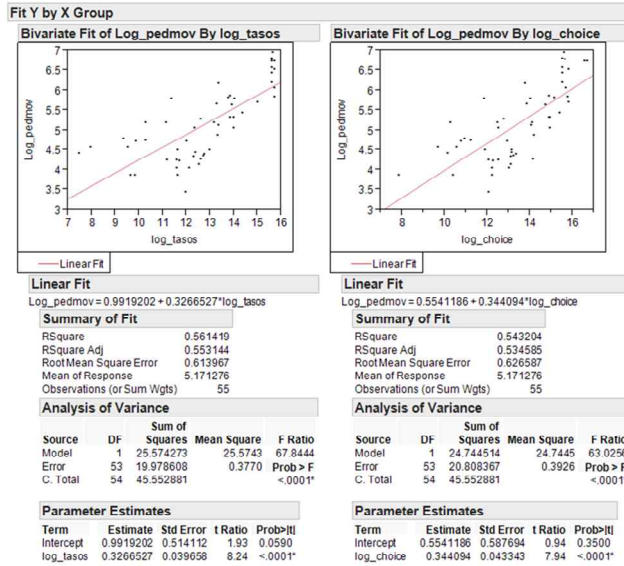 Fit Y by X Group
Bivariate Fit of Log_pedmov By log_tasos
7
6.5
6
5.5
5
4.5
4
3.5
3
Log_pedmov
7 8 9 10 11 12 13 14 15 16
log_tasos
Linear Fit
Linear Fit
Log_pedmov = 0.9919202 + 0.3266527*log_tasos
Summary of Fit
RSquare 0.561419
RSquare Adj 0.553144
Root Mean Square Error 0.613967
Mean of Response 5.171276
Observations (or Sum Wgts) 55
Analysis of Variance
Sum of
Source DF Squares Mean Square F Ratio
Model 1 25.574273 25.5743 67.8444
Error 53 19.978608 0.3770 Prob > F
C. Total 54 45.552881 <.0001*
Parameter Estimates
Term Estimate Std Error t Ratio Prob>|t|
Intercept 0.9919202 0.514112 1.93 0.0590
log_tasos 0.3266527 0.039658 8.24 <.0001*
Bivariate Fit of Log_pedmov By log_choice
7
6.5
6
5.5
5
4.5
4
3.5
3
Log_pedmov
8 10 12 14 16
log_choice
Linear Fit
Linear Fit
Log_pedmov = 0.5541186 + 0.344094*log_choice
Summary of Fit
RSquare 0.543204
RSquare Adj 0.534585
Root Mean Square Error 0.626587
Mean of Response 5.171276
Observations (or Sum Wgts) 55
Analysis of Variance
Sum of
Source DF Squares Mean Square F Ratio
Model 1 24.744514 24.7445 63.0256
Error 53 20.808367 0.3926 Prob > F
C. Total 54 45.552881 <.0001*
Parameter Estimates
Term Estimate Std Error t Ratio Prob>|t|
Intercept 0.5541186 0.587694 0.94 0.3500
log_choice 0.344094 0.043343 7.94 <.0001*